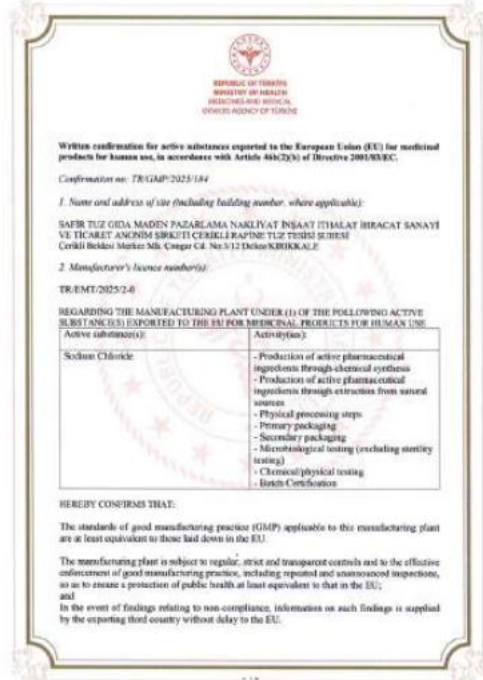 REPUBLIC OF TÜRKİYE
MINISTRY OF HEALTH
MEDICINES AND MEDICAL
DEVICES AGENCY OF TÜRKİYE
Written confirmation for active substances exported to the European Union (EU) for medicinal
products for human use, in accordance with Article 46b(2)(b) of Directive 2001/83/EC.
Confirmation no: TR/GMP/2025/184
1. Name and address of site (including building number, where applicable):
SAFİR TUZ GIDA MADEN PAZARLAMA NAKLİYAT İNŞAAT İTHALAT İHRACAT SANAYİ
VE TİCARET ANONİM ŞİRKETİ ÇERİKLİ RAFİNE TUZ TESİSİ ŞUBESİ
Çerikli Beldesi Merkez Mh. Çongar Cd. No:3/12 Delice/KIRIKKALE
2. Manufacturer's licence number(s):
TR/EMT/2025/2-0
REGARDING THE MANUFACTURING PLANT UNDER (1) OF THE FOLLOWING ACTIVE
SUBSTANCE(S) EXPORTED TO THE EU FOR MEDICINAL PRODUCTS FOR HUMAN USE
Active substance(s): Activity(ies):
Sodium Chloride - Production of active pharmaceutical
ingredients through chemical synthesis
- Production of active pharmaceutical
ingredients through extraction from natural
sources
- Physical processing steps
- Primary packaging
- Secondary packaging
- Microbiological testing (excluding sterility
testing)
- Chemical/physical testing
- Batch Certification
HEREBY CONFIRMS THAT:
The standards of good manufacturing practice (GMP) applicable to this manufacturing plant
are at least equivalent to those laid down in the EU.
The manufacturing plant is subject to regular, strict and transparent controls and to the effective
enforcement of good manufacturing practice, including repeated and unannounced inspections,
so as to ensure a protection of public health at least equivalent to that in the EU;
and
In the event of findings relating to non-compliance, information on such findings is supplied
by the exporting third country without delay to the EU.